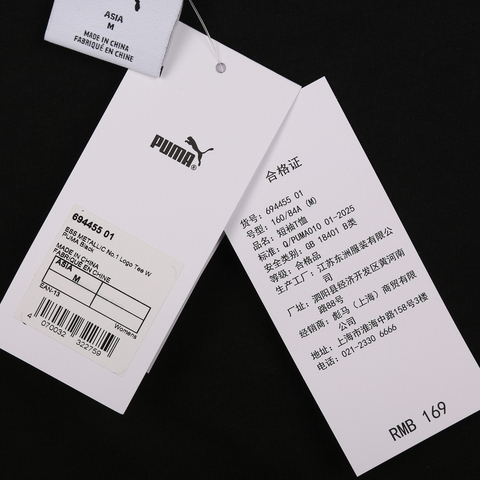 ASIA
M
MADE IN CHINA
FABRIQUÉ EN CHINE
PUMA
694455 01
ESS METALLIC No. 1 Logo Tee W
PUMA Black
MADE IN CHINA
FABRIQUÉ EN CHINE
ASIA
M
EAN-13
Womens
4 070032 322759
合格证
货号: 694455 01
号型: 160/84A (M)
品名: 短袖T恤
标准: Q/PUMA010 01-2025
安全类别: GB 18401 B类
等级: 合格品
生产工厂: 江苏东洲服装有限公
司
厂址: 泗阳县经济开发区黄河南
路88号
经销商: 彪马(上海)商贸有限
公司
地址: 上海市淮海中路158号3楼
电话: 021-2330 6666
RMB 169